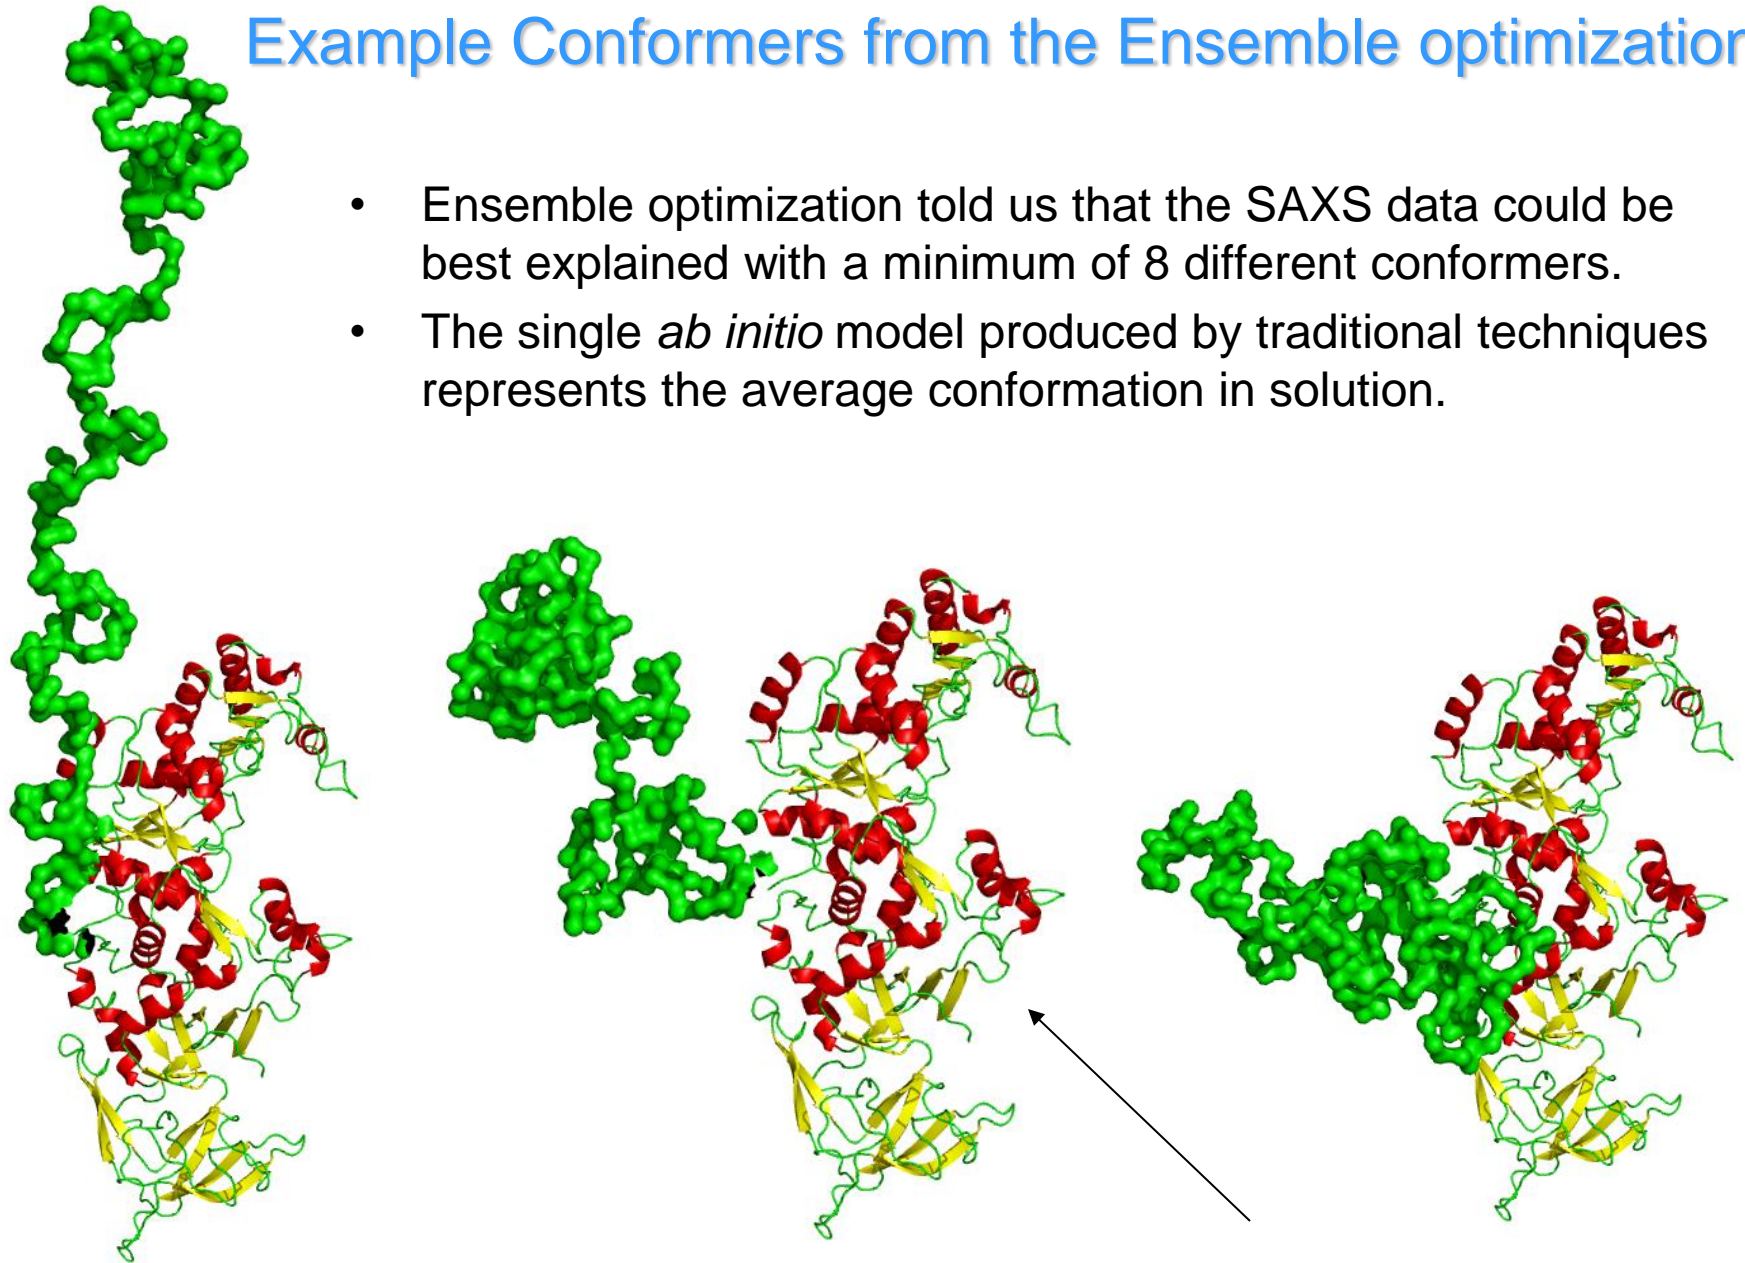 Example Conformers from the Ensemble optimization
• Ensemble optimization told us that the SAXS data could be
best explained with a minimum of 8 different conformers.
• The single ab initio model produced by traditional techniques
represents the average conformation in solution.